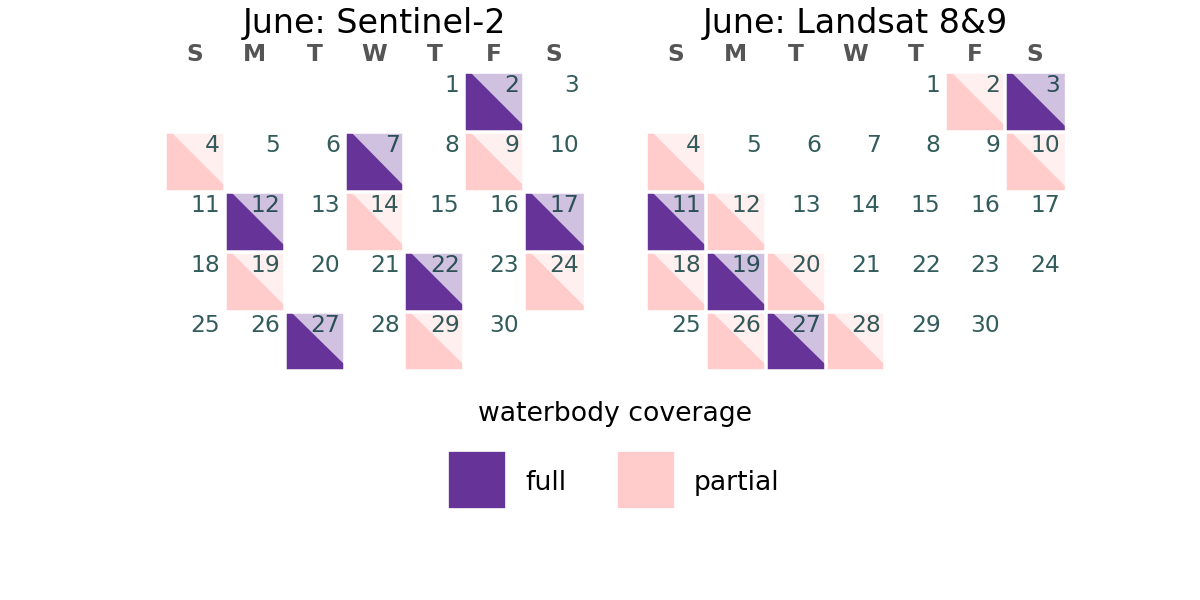 June: Sentinel-2
S M T W T F S
1 2 3
4 5 6 7 8 9 10
11 12 13 14 15 16 17
18 19 20 21 22 23 24
25 26 27 28 29 30
June: Landsat 8&9
S M T W T F S
1 2 3
4 5 6 7 8 9 10
11 12 13 14 15 16 17
18 19 20 21 22 23 24
25 26 27 28 29 30
waterbody coverage
full
partial